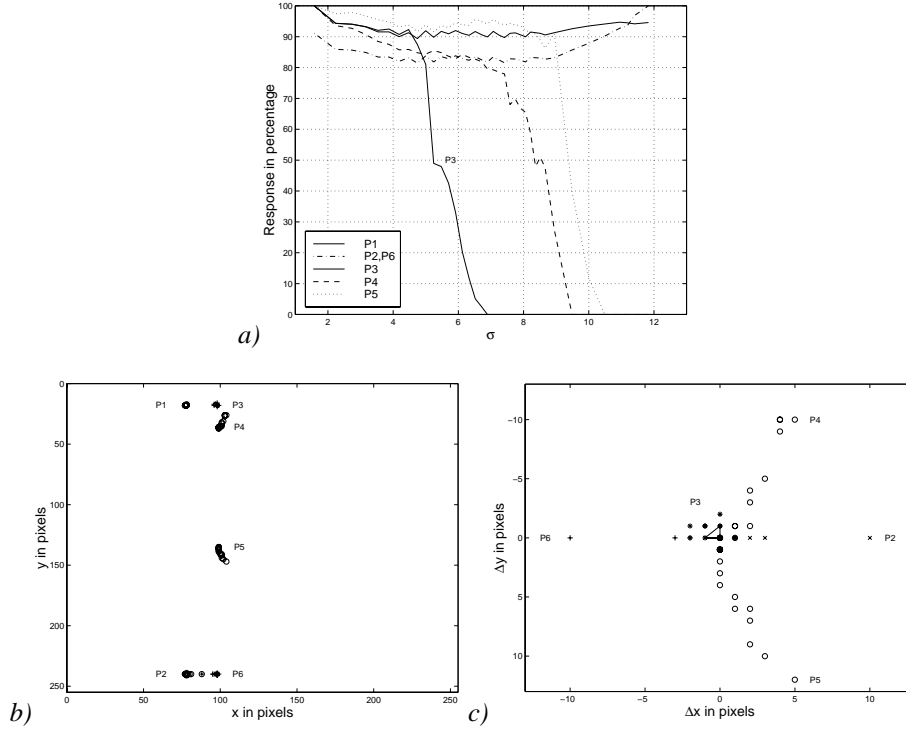 100
90
80
70
60
50
40
30
20
10
0
Response in percentage
P3
P1
P2,P6
P3
P4
P5
2 4 6 8 10 12
σ
a)
0
50
100
150
200
250
y in pixels
P1 P3
P4
P5
P2 P6
0 50 100 150 200 250
x in pixels
b)
−10
−5
0
5
10
Δy in pixels
P4
P3
P6 P2
P5
−10 −5 0 5 10
Δx in pixels
c)